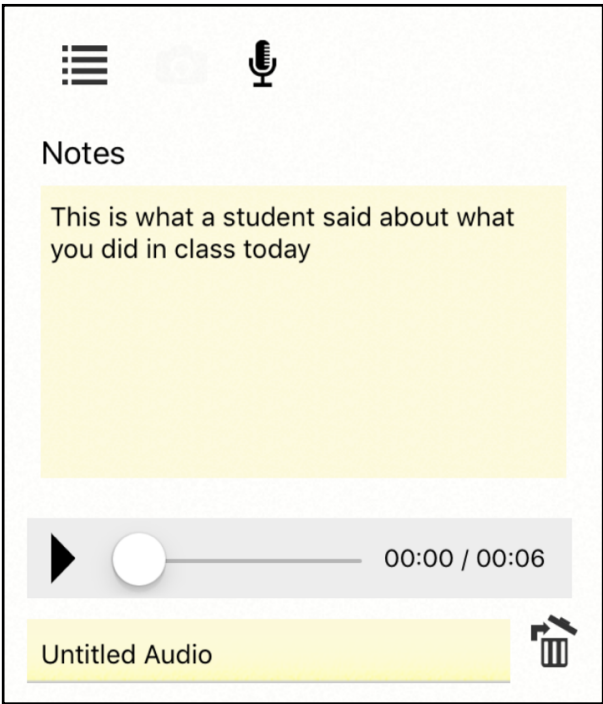 Notes
This is what a student said about what
you did in class today
00:00 / 00:06
Untitled Audio